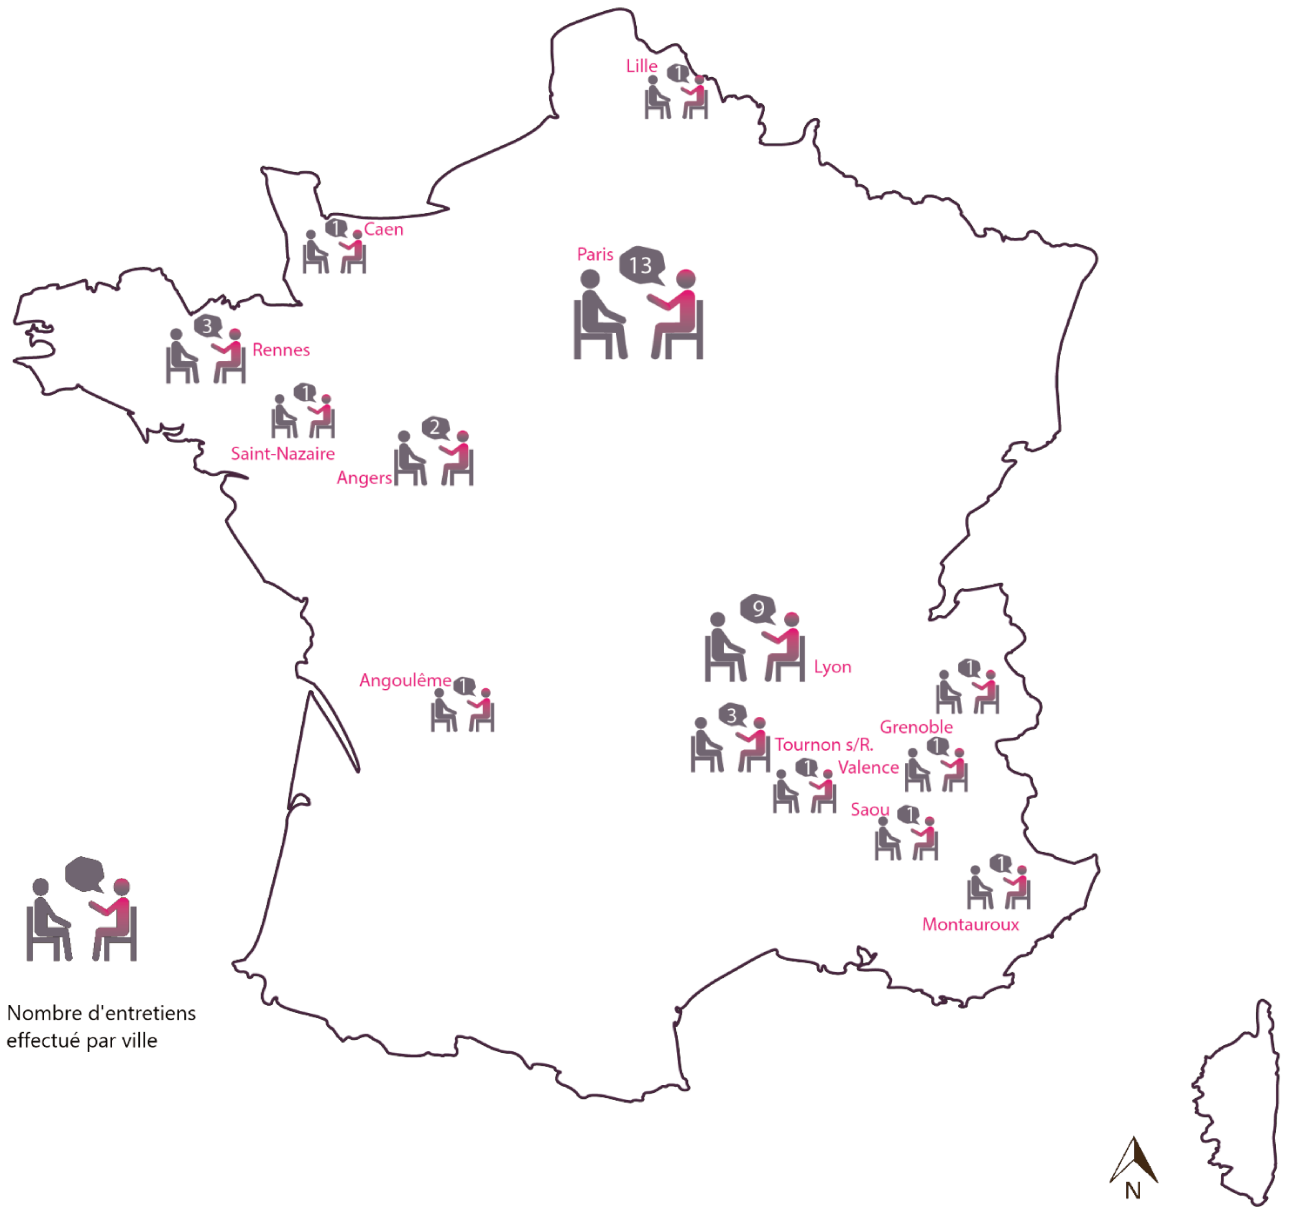 Lille
1
1
Caen
Paris
13
3
Rennes
1
Saint-Nazaire
2
Angers
9
Lyon
Angoulême
1
1
Grenoble
3
Tournon s/R.
1
Valence
1
Saou
1
1
Montauroux
Nombre d'entretiens
effectué par ville
N